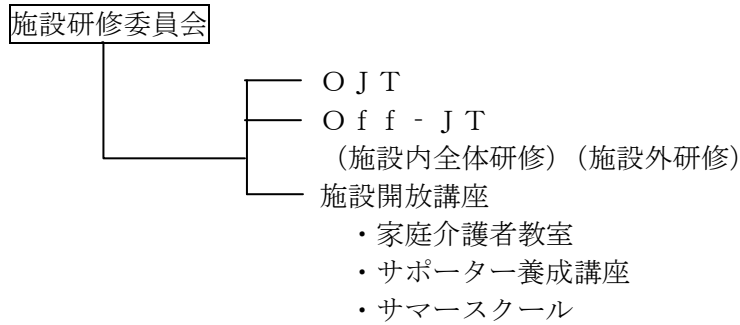 施設研修委員会
ＯＪＴ
Ｏｆｆ‐ＪＴ
（施設内全体研修）（施設外研修）
施設開放講座
・家庭介護者教室
・サポーター養成講座
・サマースクール